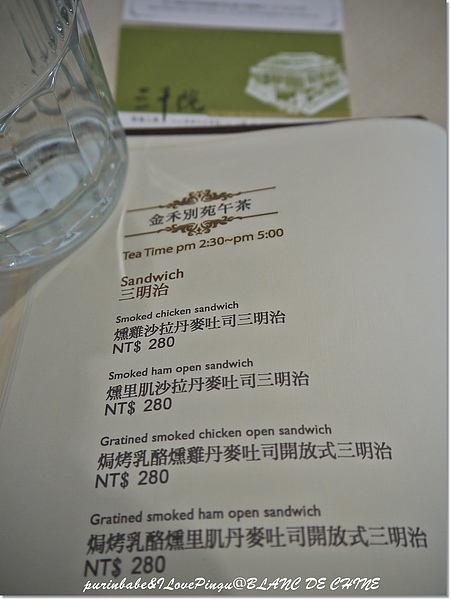 金禾別苑午茶
Tea Time pm 2:30~pm 5:00
Sandwich
三明治
Smoked chicken sandwich
燻雞沙拉丹麥吐司三明治
NT$ 280
Smoked ham open sandwich
燻里肌沙拉丹麥吐司三明治
NT$ 280
Gratined smoked chicken open sandwich
焗烤乳酪燻雞丹麥吐司開放式三明治
NT$ 280
Gratined smoked ham open sandwich
焗烤乳酪燻里肌丹麥吐司開放式三明治
NT$ 280
purinbabe&ILovePingu@BLANC DE CHINE